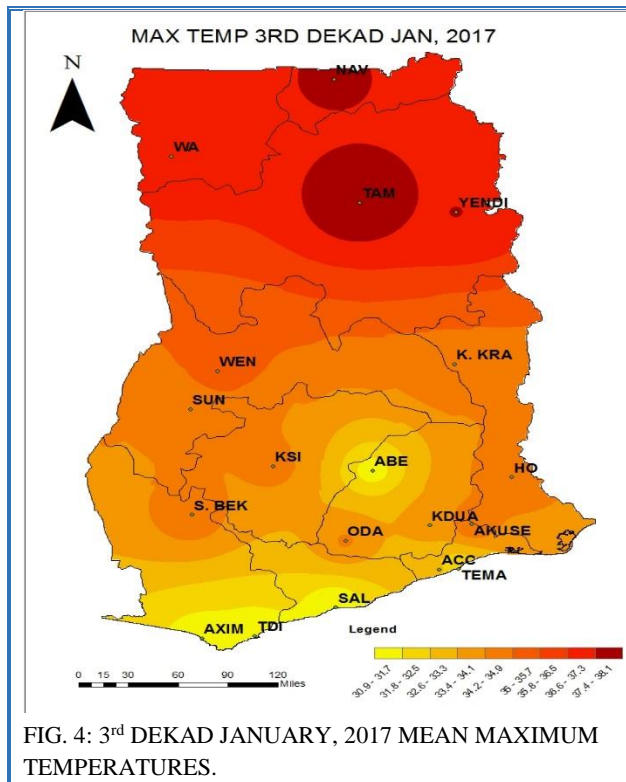 MAX TEMP 3RD DEKAD JAN, 2017
N
NAV
WA
TAM
YENDI
WEN
K. KRA
SUN
KSI
ABE
HO
S. BEK
ODA
KDUA
AKUSE
ACC
TEMA
SAL
AXIM
TDI
Legend
0 15 30 60 90 120
Miles
30.9 - 31.7
31.8 - 32.5
32.6 - 33.3
33.4 - 34.1
34.2 - 34.9
35 - 35.7
35.8 - 36.5
36.6 - 37.3
37.4 - 38.1
FIG. 4: 3rd DEKAD JANUARY, 2017 MEAN MAXIMUM
TEMPERATURES.